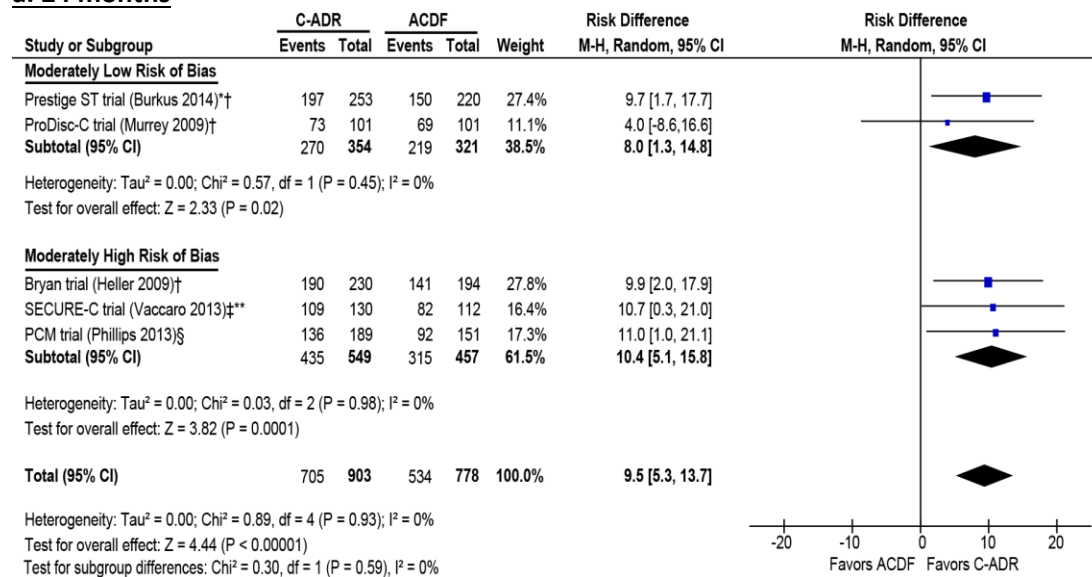 a. 24 months
C-ADR ACDF Risk Difference Risk Difference
Study or Subgroup Events Total Events Total Weight M-H, Random, 95% CI M-H, Random, 95% CI
Moderately Low Risk of Bias
Prestige ST trial (Burkus 2014)*† 197 253 150 220 27.4% 9.7 [1.7, 17.7]
ProDisc-C trial (Murrey 2009)† 73 101 69 101 11.1% 4.0 [-8.6,16.6]
Subtotal (95% CI) 270 354 219 321 38.5% 8.0 [1.3, 14.8]
Heterogeneity: Tau² = 0.00; Chi² = 0.57, df = 1 (P = 0.45); I² = 0%
Test for overall effect: Z = 2.33 (P = 0.02)
Moderately High Risk of Bias
Bryan trial (Heller 2009)† 190 230 141 194 27.8% 9.9 [2.0, 17.9]
SECURE-C trial (Vaccaro 2013)‡** 109 130 82 112 16.4% 10.7 [0.3, 21.0]
PCM trial (Phillips 2013)§ 136 189 92 151 17.3% 11.0 [1.0, 21.1]
Subtotal (95% CI) 435 549 315 457 61.5% 10.4 [5.1, 15.8]
Heterogeneity: Tau² = 0.00; Chi² = 0.03, df = 2 (P = 0.98); I² = 0%
Test for overall effect: Z = 3.82 (P = 0.0001)
Total (95% CI) 705 903 534 778 100.0% 9.5 [5.3, 13.7]
Heterogeneity: Tau² = 0.00; Chi² = 0.89, df = 4 (P = 0.93); I² = 0%
Test for overall effect: Z = 4.44 (P < 0.00001)
Test for subgroup differences: Chi² = 0.30, df = 1 (P = 0.59), I² = 0%
-20 -10 0 10 20
Favors ACDF Favors C-ADR